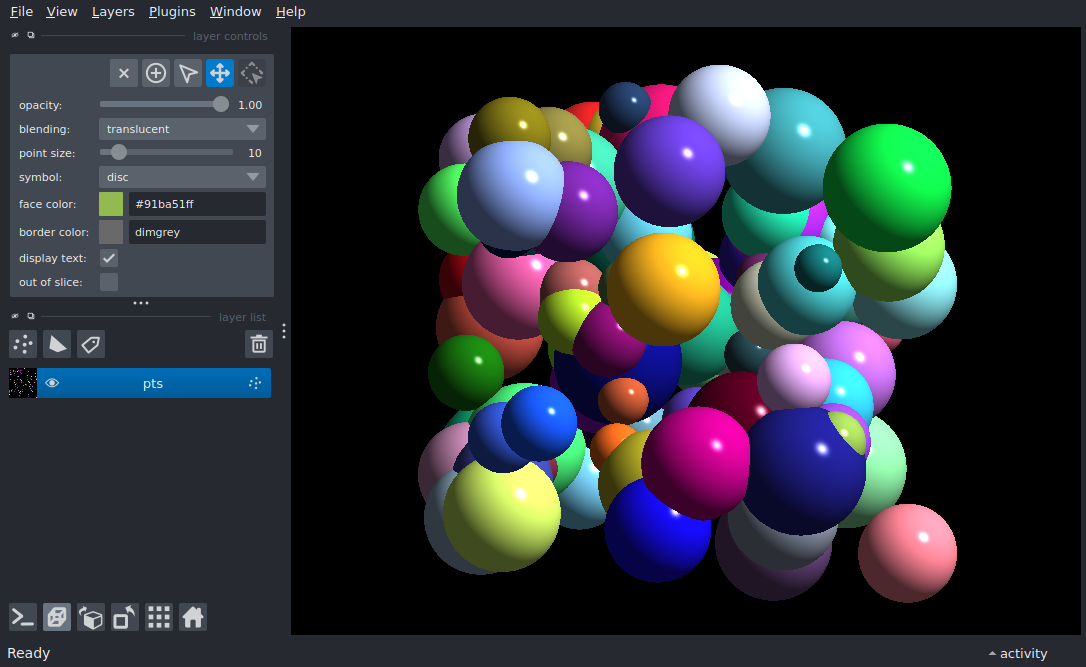 File View Layers Plugins Window Help
layer controls
opacity: 1.00
blending: translucent
point size: 10
symbol: disc
face color: #91ba51ff
border color: dimgrey
display text:
out of slice:
layer list
pts
Ready activity